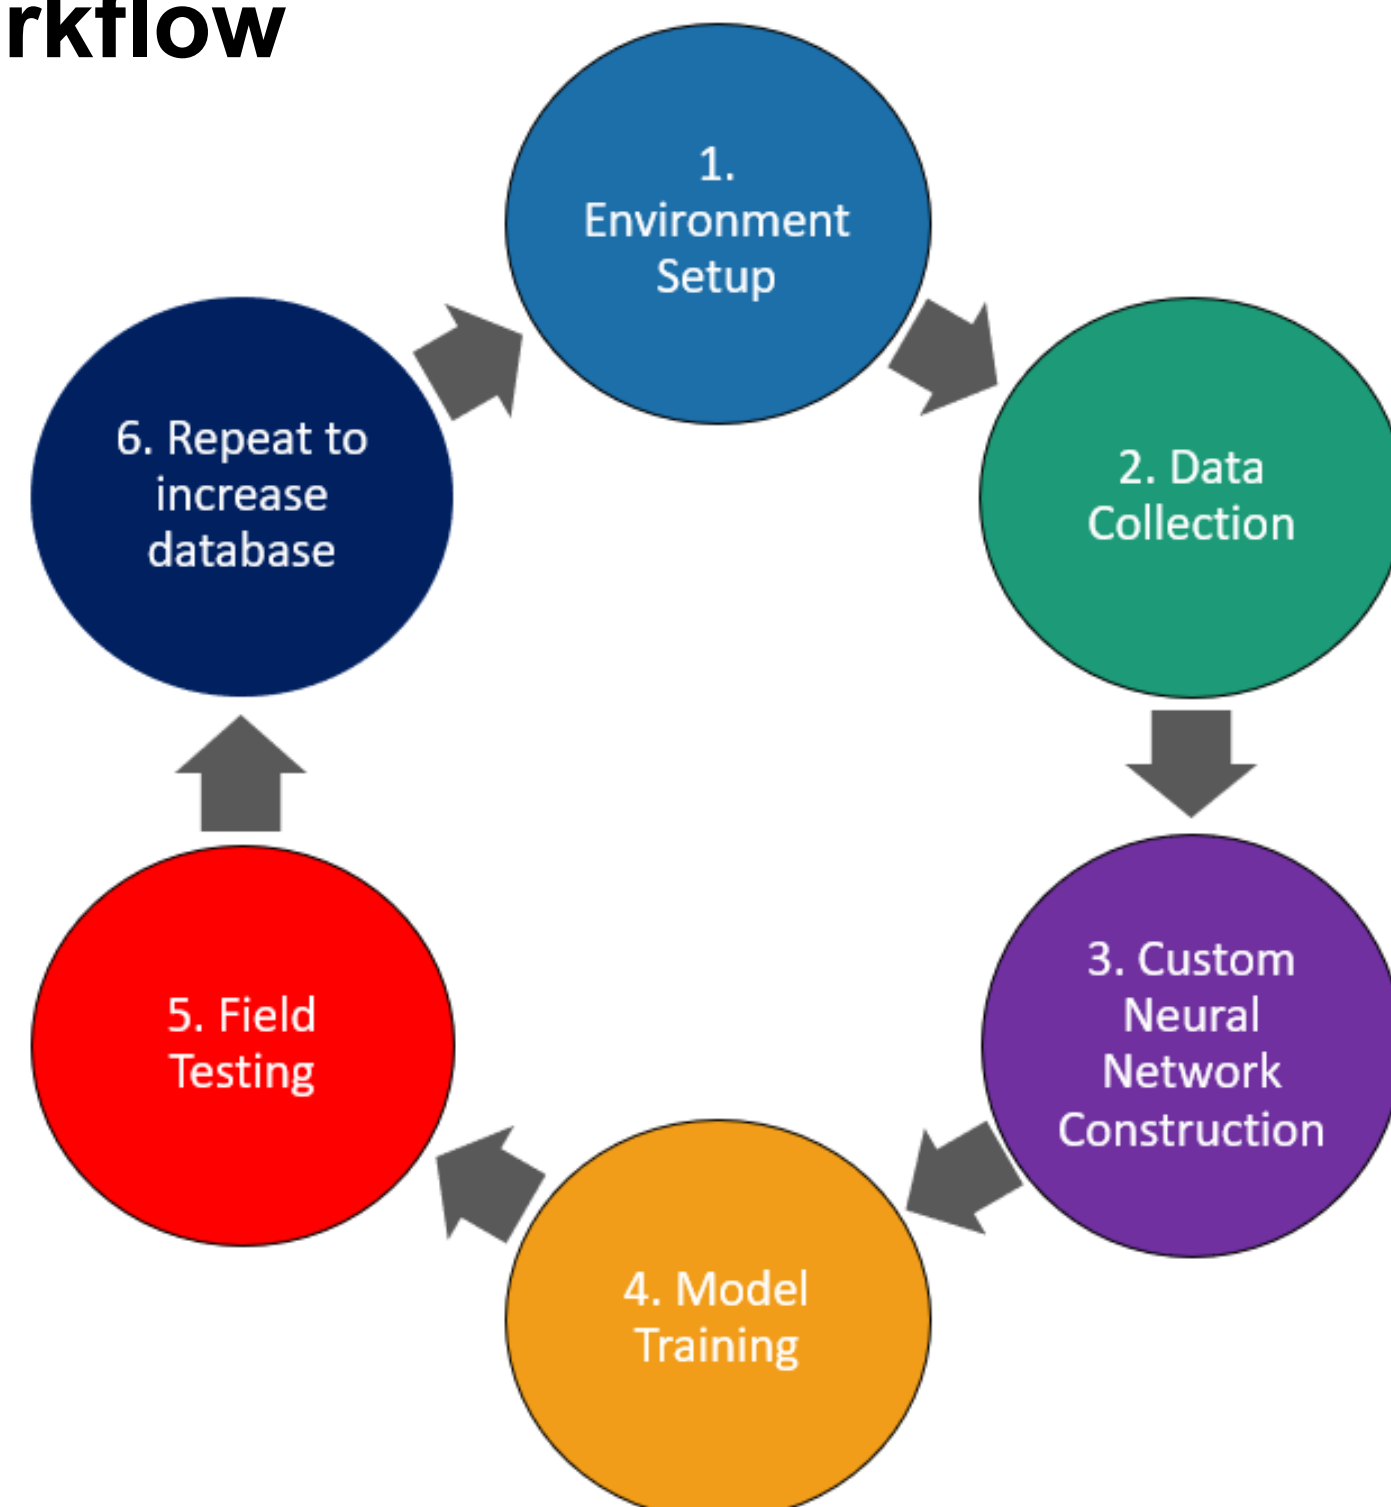 rkflow
1.
Environment
Setup
2. Data
Collection
3. Custom
Neural
Network
Construction
4. Model
Training
5. Field
Testing
6. Repeat to
increase
database